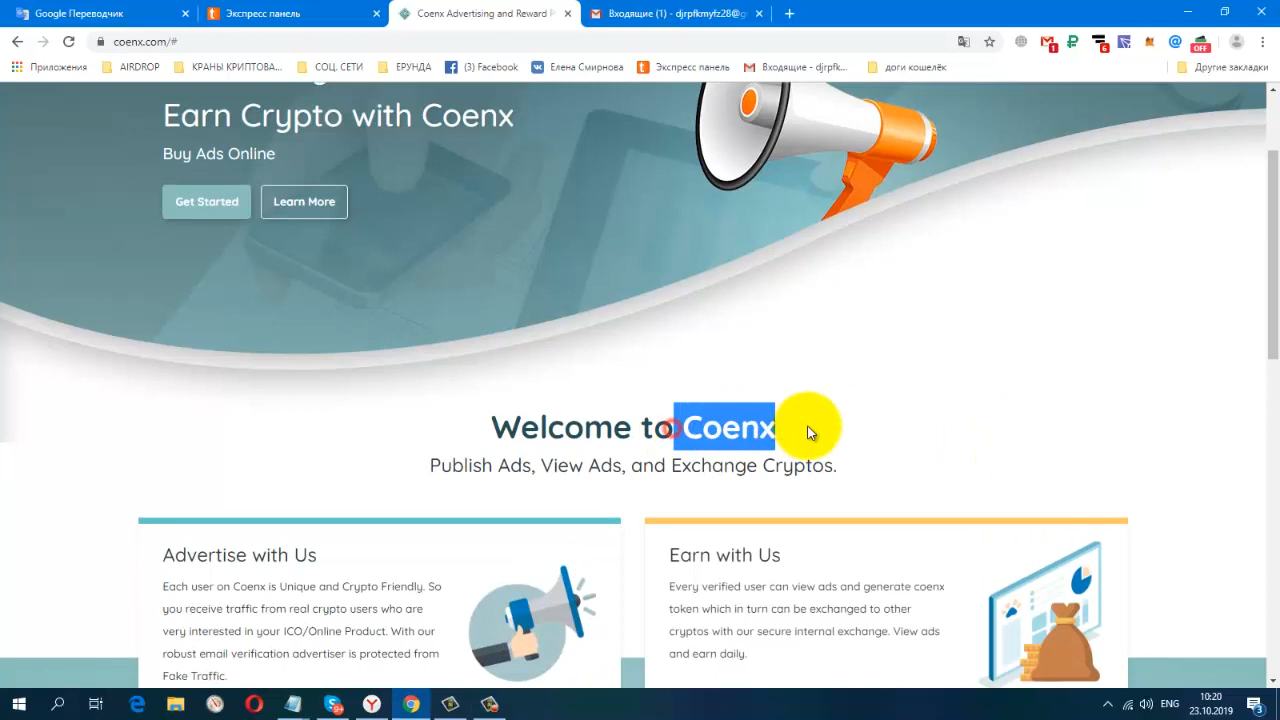 Google Переводчик
Экспресс панель
Coenx Advertising and Reward P
Входящие (1) - djrpfkmyfz28@g
coenx.com/#
1
6
OFF
Приложения
AIRDROP
КРАНЫ КРИПТОВА...
СОЦ. СЕТИ
ЕРУНДА
(3) Facebook
Елена Смирнова
Экспресс панель
Входящие - djrpfk...
доги кошелёк
Другие закладки
Earn Crypto with Coenx
Buy Ads Online
Get Started
Learn More
Welcome to Coenx
Publish Ads, View Ads, and Exchange Cryptos.
Advertise with Us
Each user on Coenx is Unique and Crypto Friendly. So
you receive traffic from real crypto users who are
very interested in your ICO/Online Product. With our
robust email verification advertiser is protected from
Fake Traffic.
Earn with Us
Every verified user can view ads and generate coenx
token which in turn can be exchanged to other
cryptos with our secure internal exchange. View ads
and earn daily.
ENG
10:20
23.10.2019
3